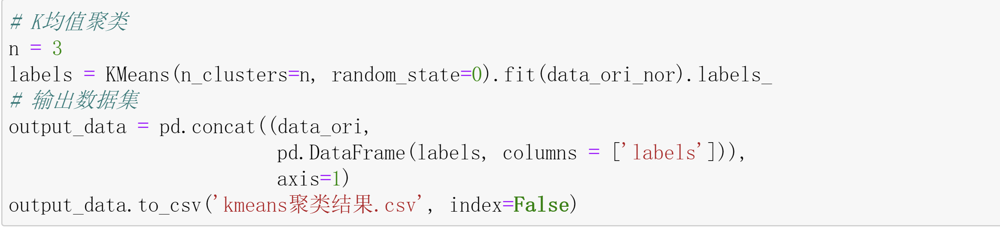 # K均值聚类
n = 3
labels = KMeans(n_clusters=n, random_state=0).fit(data_ori_nor).labels_
# 输出数据集
output_data = pd.concat((data_ori,
                         pd.DataFrame(labels, columns = ['labels'])),
                         axis=1)
output_data.to_csv('kmeans聚类结果.csv', index=False)